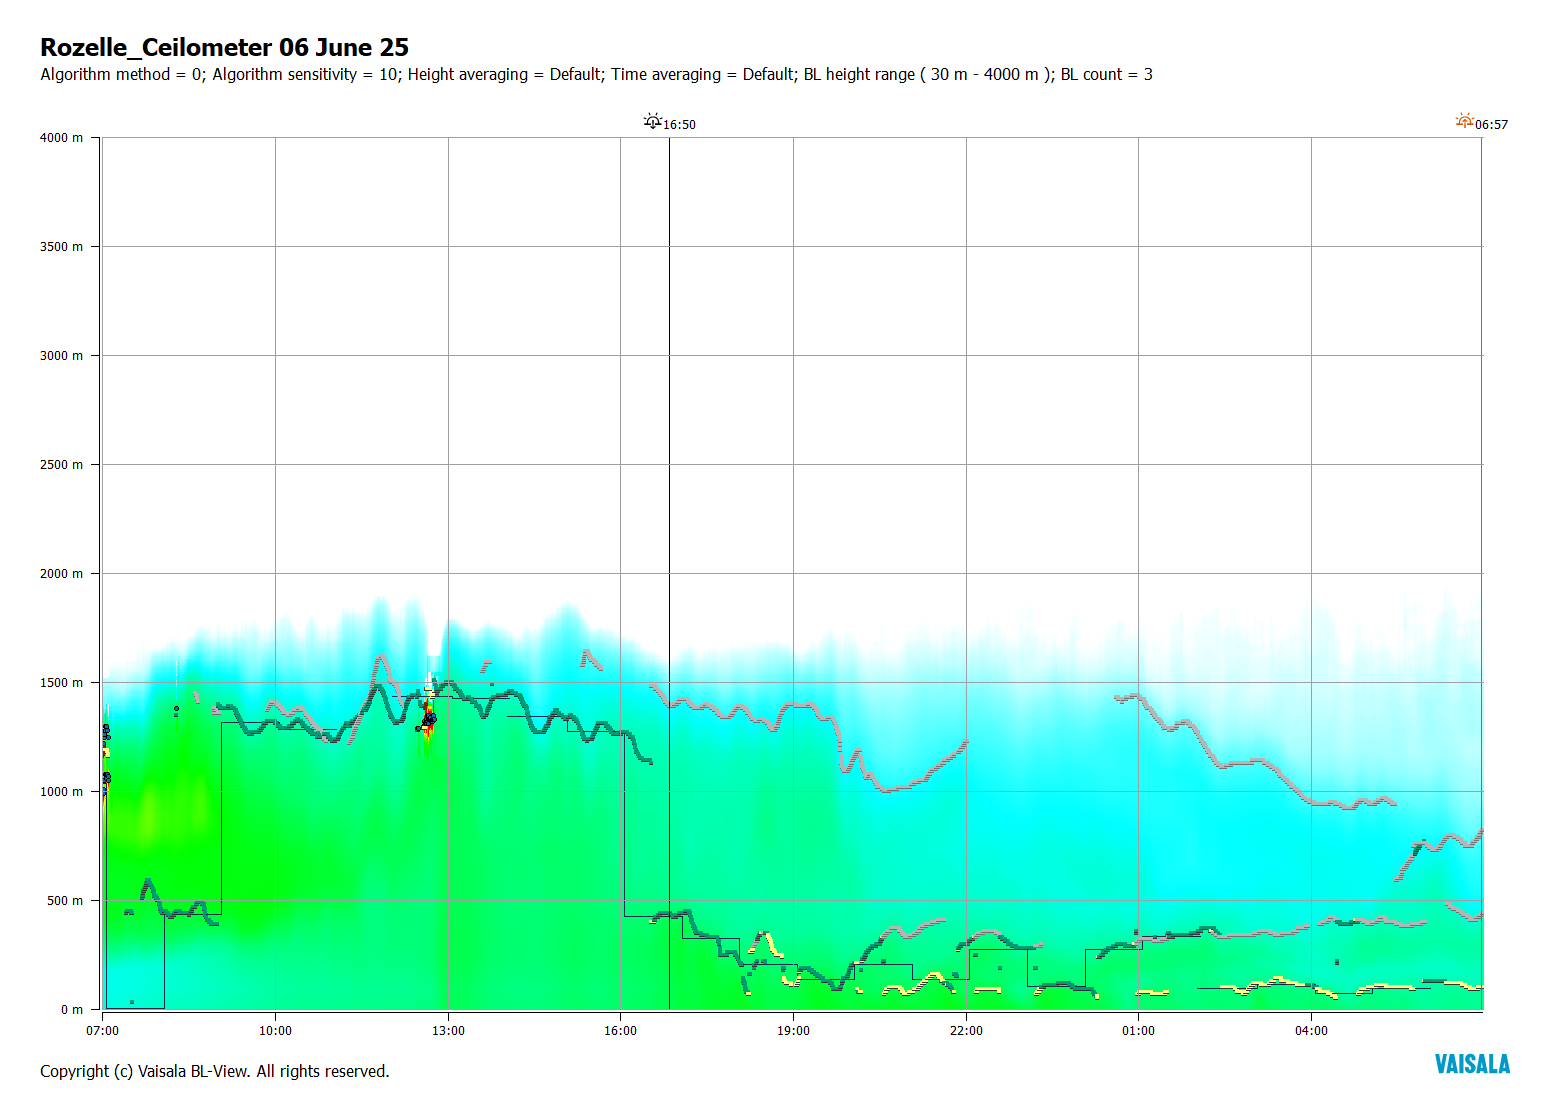 Rozelle_Ceilometer 06 June 25
Algorithm method = 0; Algorithm sensitivity = 10; Height averaging = Default; Time averaging = Default; BL height range ( 30 m - 4000 m ); BL count = 3
16:50
06:57
4000 m
3500 m
3000 m
2500 m
2000 m
1500 m
1000 m
500 m
0 m
07:00 10:00 13:00 16:00 19:00 22:00 01:00 04:00
Copyright (c) Vaisala BL-View. All rights reserved.
VAISALA